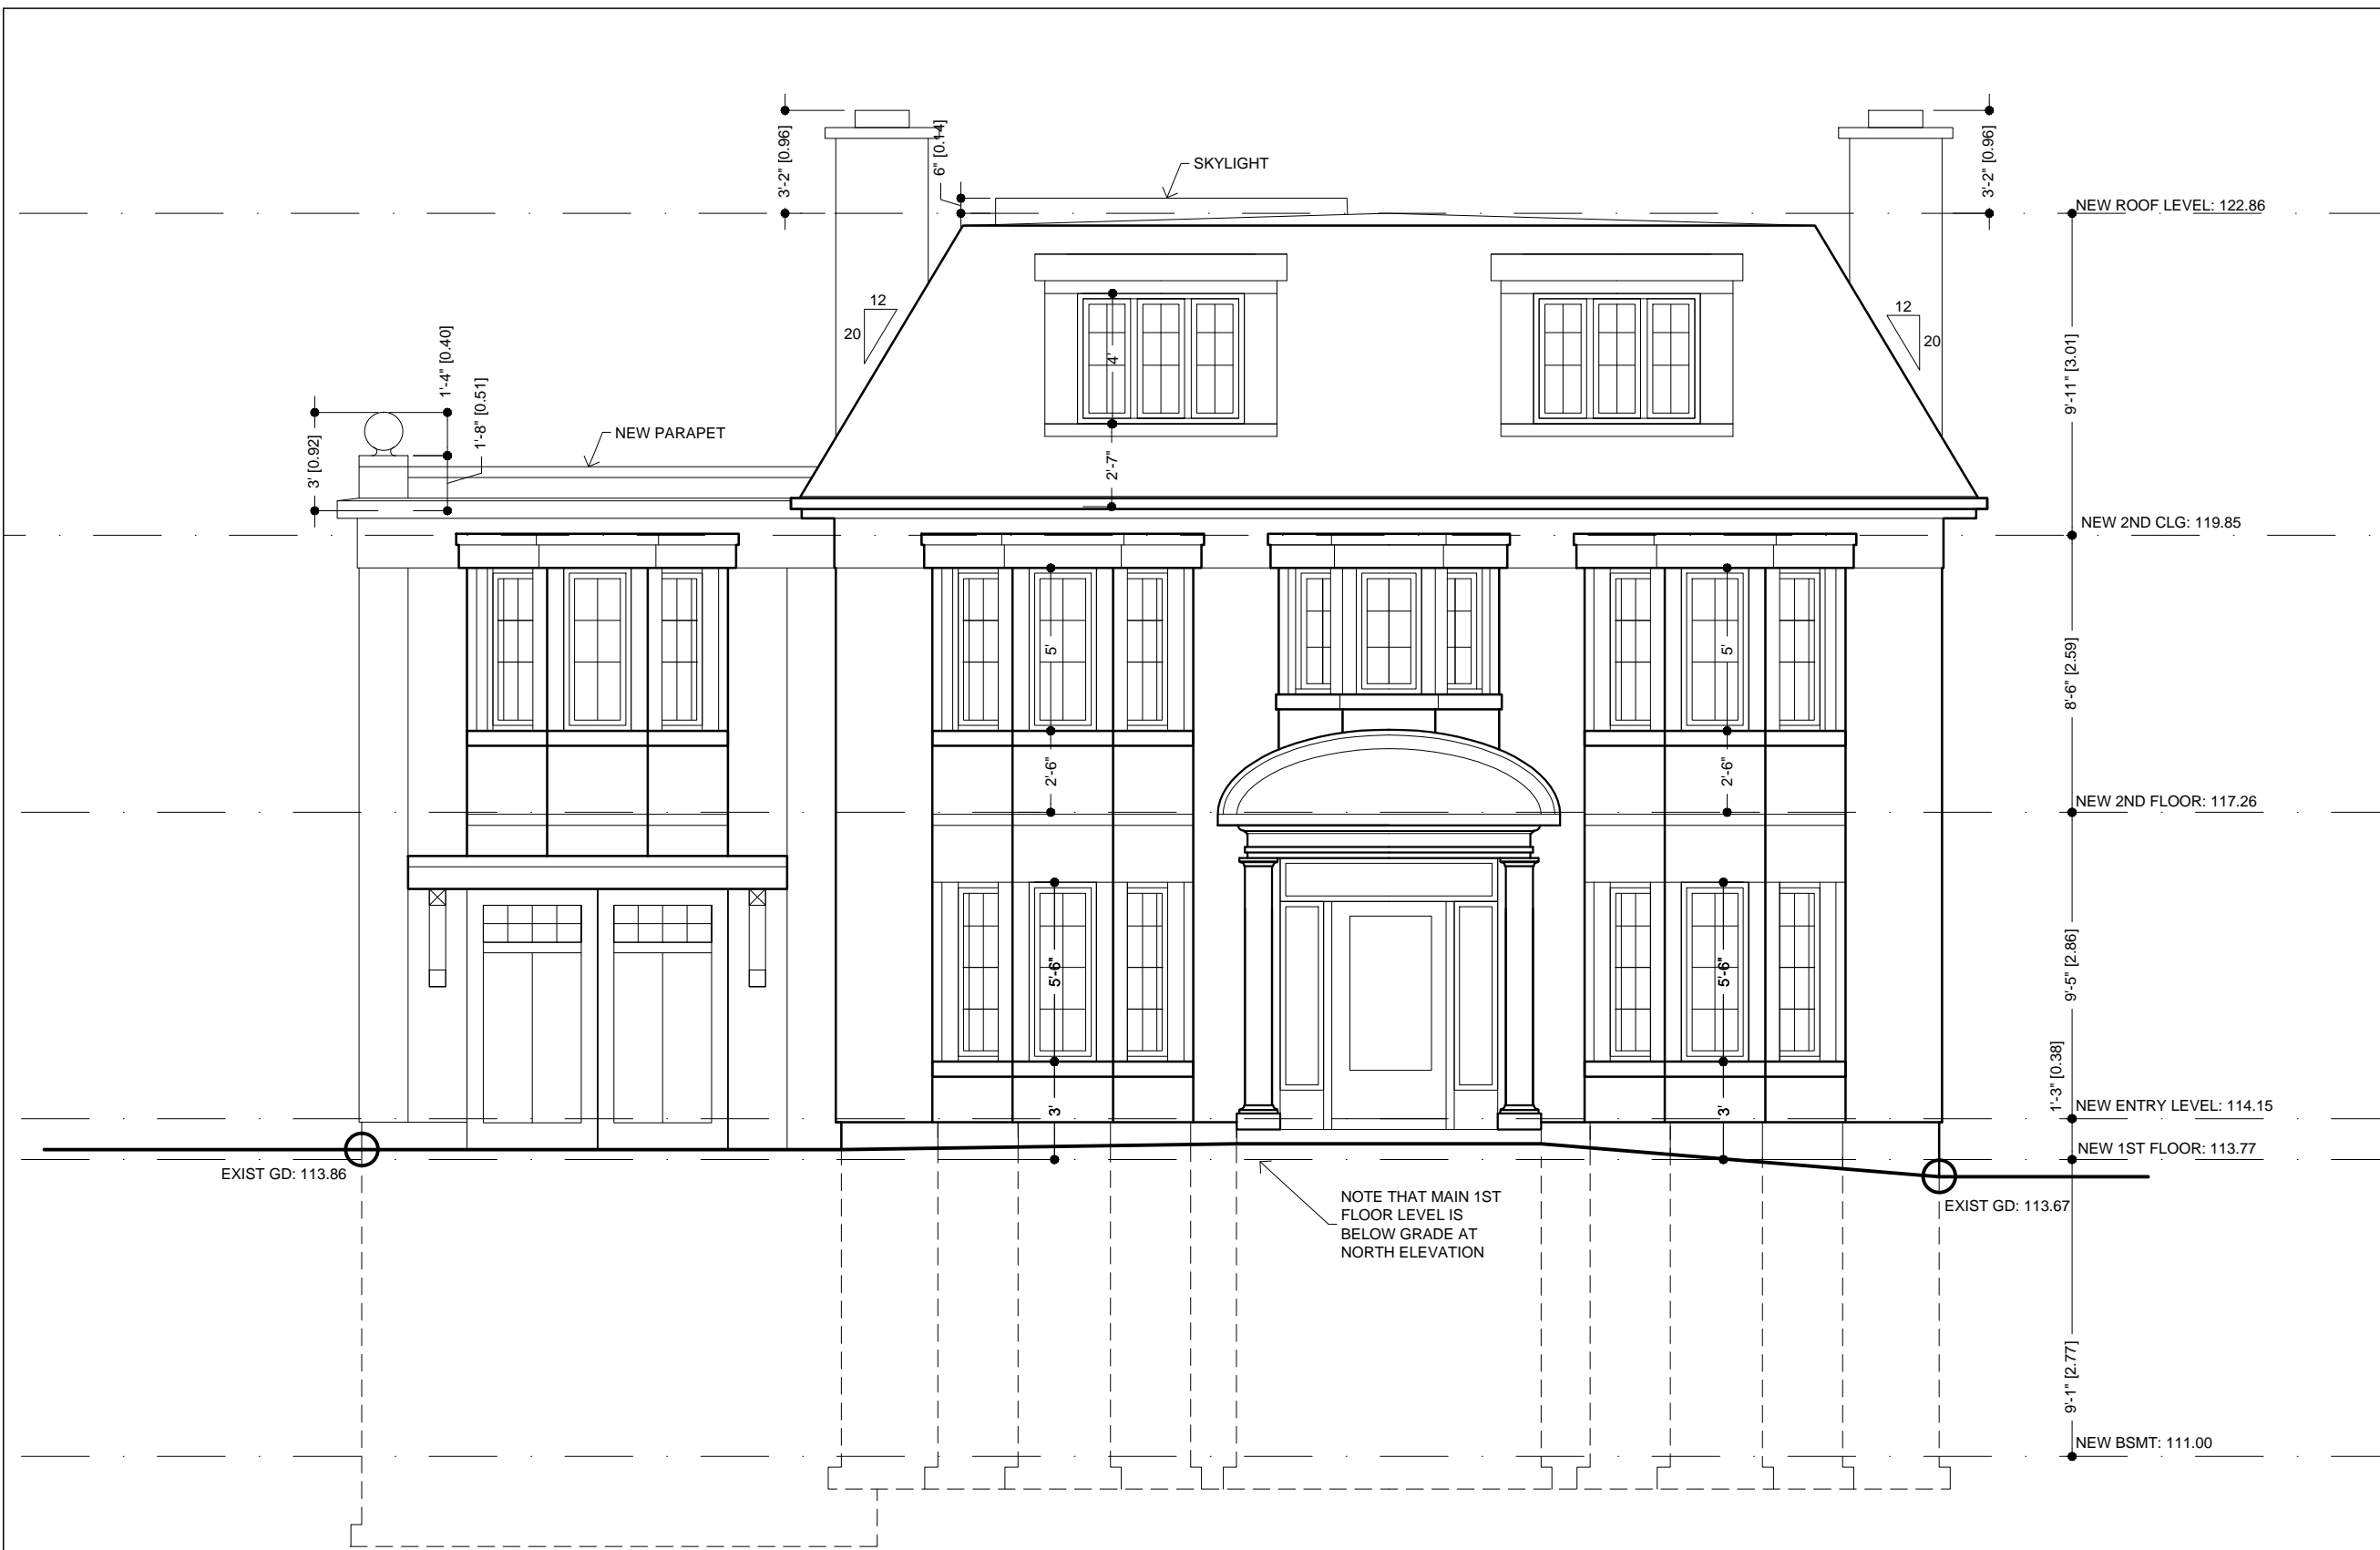 3'-2" [0.96]
6" [0.14]
SKYLIGHT
3'-2" [0.96]
NEW ROOF LEVEL: 122.86
12
20
12
20
1'-4" [0.40]
1'-8" [0.51]
3' [0.92]
NEW PARAPET
4'
2'-7"
9'-11" [3.01]
NEW 2ND CLG: 119.85
5'
5'
8'-6" [2.59]
2'-6"
2'-6"
NEW 2ND FLOOR: 117.26
5'-6"
5'-6"
9'-5" [2.86]
3'
3'
1'-3" [0.38]
NEW ENTRY LEVEL: 114.15
NEW 1ST FLOOR: 113.77
EXIST GD: 113.86
EXIST GD: 113.67
NOTE THAT MAIN 1ST
FLOOR LEVEL IS
BELOW GRADE AT
NORTH ELEVATION
9'-1" [2.77]
NEW BSMT: 111.00